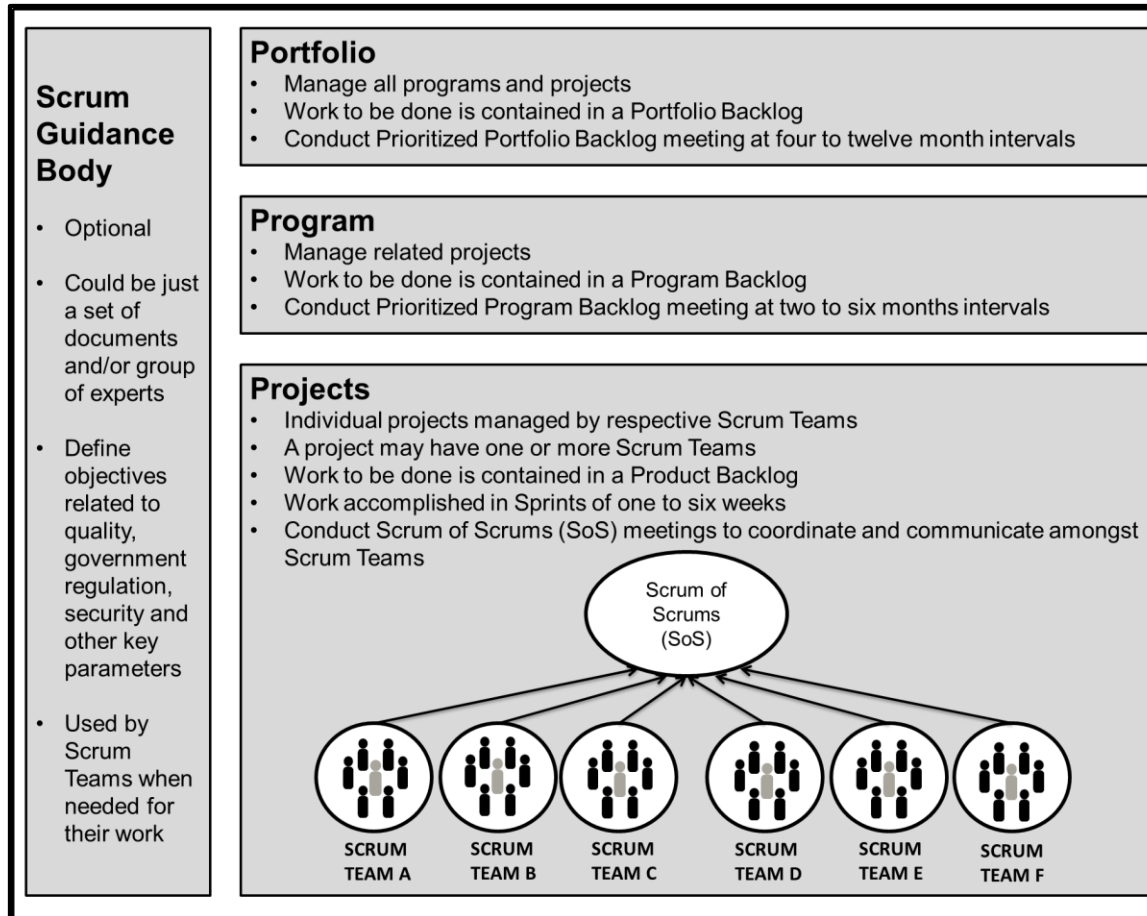 Scrum
Guidance
Body
• Optional
• Could be just
a set of
documents
and/or group
of experts
• Define
objectives
related to
quality,
government
regulation,
security and
other key
parameters
• Used by
Scrum
Teams when
needed for
their work
Portfolio
• Manage all programs and projects
• Work to be done is contained in a Portfolio Backlog
• Conduct Prioritized Portfolio Backlog meeting at four to twelve month intervals
Program
• Manage related projects
• Work to be done is contained in a Program Backlog
• Conduct Prioritized Program Backlog meeting at two to six months intervals
Projects
• Individual projects managed by respective Scrum Teams
• A project may have one or more Scrum Teams
• Work to be done is contained in a Product Backlog
• Work accomplished in Sprints of one to six weeks
• Conduct Scrum of Scrums (SoS) meetings to coordinate and communicate amongst
Scrum Teams
Scrum of
Scrums
(SoS)
SCRUM
TEAM A
SCRUM
TEAM B
SCRUM
TEAM C
SCRUM
TEAM D
SCRUM
TEAM E
SCRUM
TEAM F